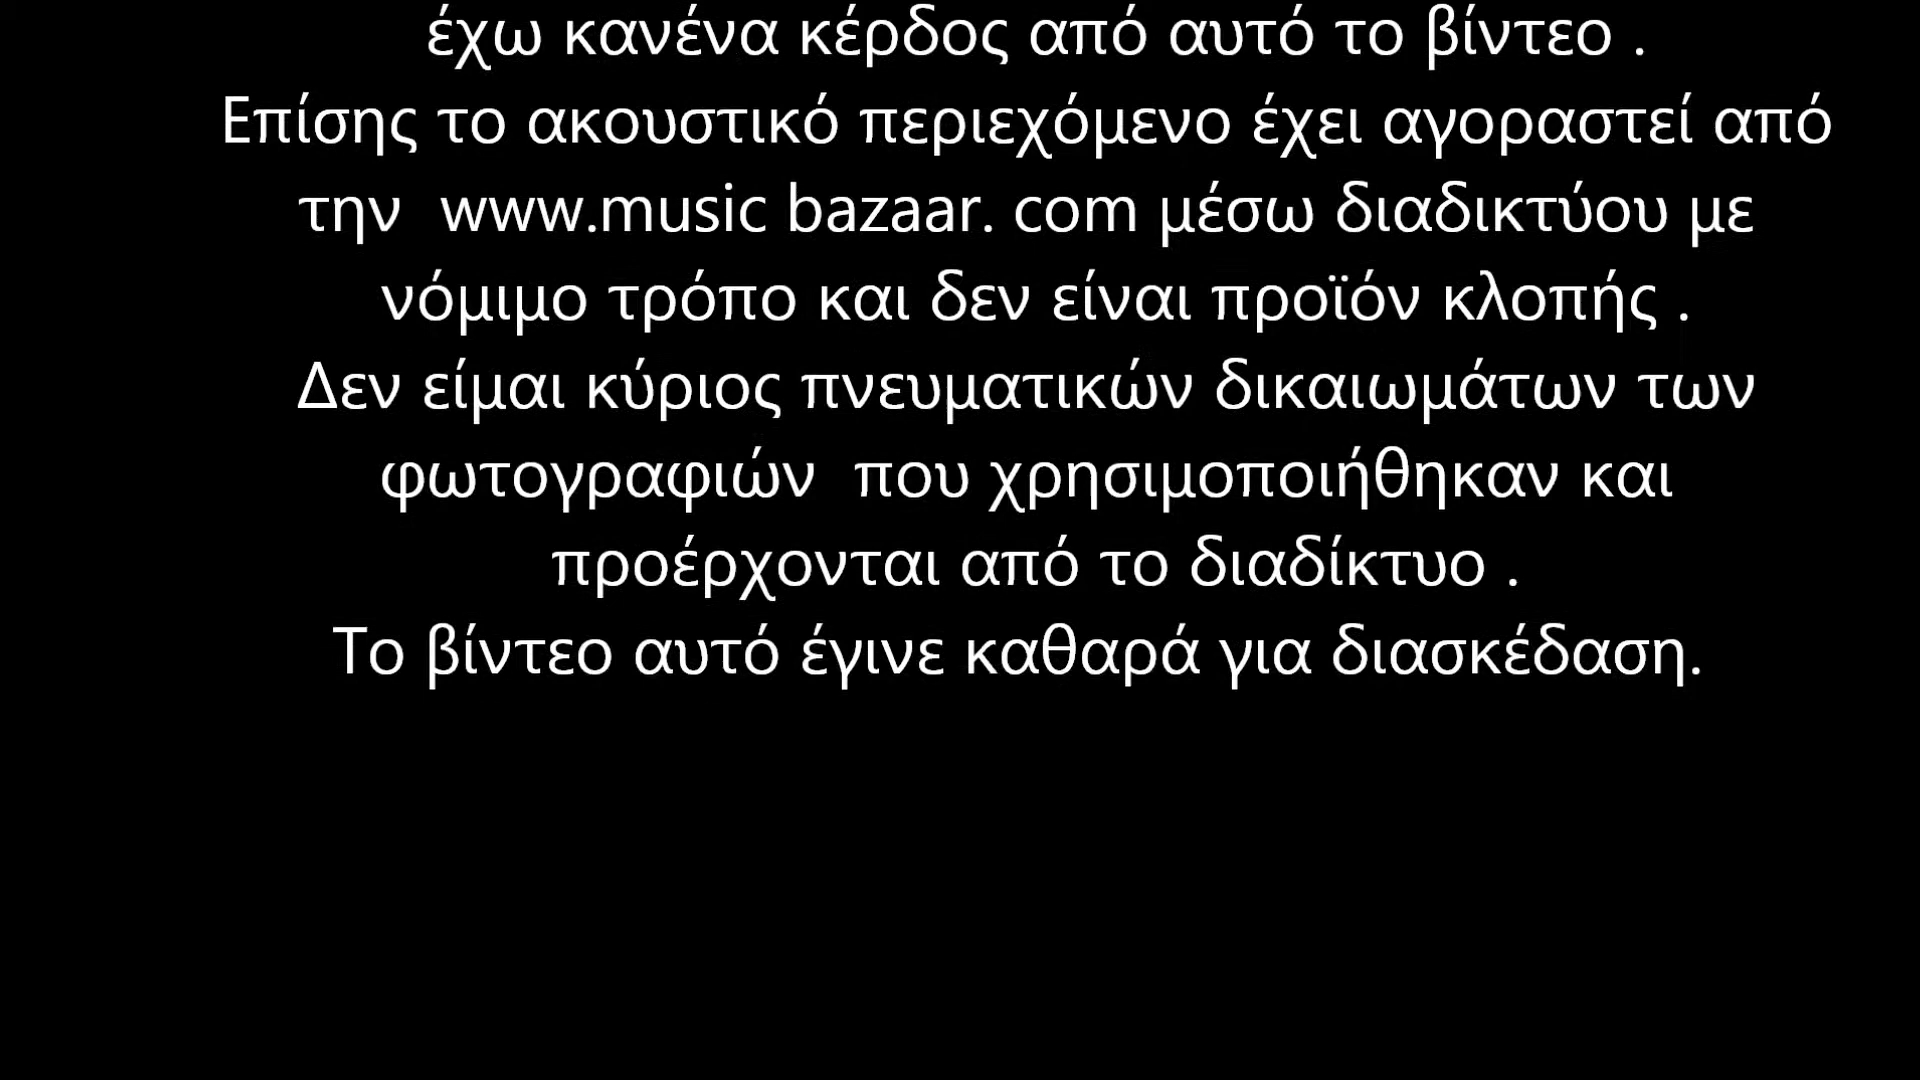 έχω κανένα κέρδος από αυτό το βίντεο .
Επίσης το ακουστικό περιεχόμενο έχει αγοραστεί από
την  www.music bazaar. com μέσω διαδικτύου με
νόμιμο τρόπο και δεν είναι προϊόν κλοπής .
Δεν είμαι κύριος πνευματικών δικαιωμάτων των
φωτογραφιών  που χρησιμοποιήθηκαν και
προέρχονται από το διαδίκτυο .
Το βίντεο αυτό έγινε καθαρά για διασκέδαση.